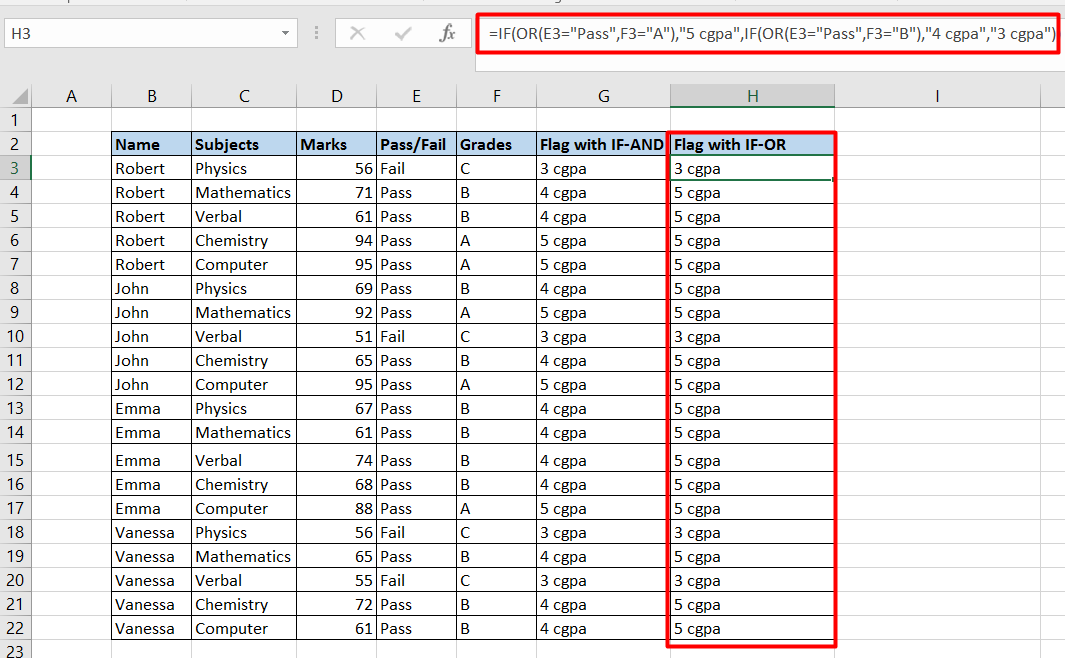 H3 fx =IF(OR(E3="Pass",F3="A"),"5 cgpa",IF(OR(E3="Pass",F3="B"),"4 cgpa","3 cgpa")
A B C D E F G H I
1
2 Name Subjects Marks Pass/Fail Grades Flag with IF-AND Flag with IF-OR
3 Robert Physics 56 Fail C 3 cgpa 3 cgpa
4 Robert Mathematics 71 Pass B 4 cgpa 5 cgpa
5 Robert Verbal 61 Pass B 4 cgpa 5 cgpa
6 Robert Chemistry 94 Pass A 5 cgpa 5 cgpa
7 Robert Computer 95 Pass A 5 cgpa 5 cgpa
8 John Physics 69 Pass B 4 cgpa 5 cgpa
9 John Mathematics 92 Pass A 5 cgpa 5 cgpa
10 John Verbal 51 Fail C 3 cgpa 3 cgpa
11 John Chemistry 65 Pass B 4 cgpa 5 cgpa
12 John Computer 95 Pass A 5 cgpa 5 cgpa
13 Emma Physics 67 Pass B 4 cgpa 5 cgpa
14 Emma Mathematics 61 Pass B 4 cgpa 5 cgpa
15 Emma Verbal 74 Pass B 4 cgpa 5 cgpa
16 Emma Chemistry 68 Pass B 4 cgpa 5 cgpa
17 Emma Computer 88 Pass A 5 cgpa 5 cgpa
18 Vanessa Physics 56 Fail C 3 cgpa 3 cgpa
19 Vanessa Mathematics 65 Pass B 4 cgpa 5 cgpa
20 Vanessa Verbal 55 Fail C 3 cgpa 3 cgpa
21 Vanessa Chemistry 72 Pass B 4 cgpa 5 cgpa
22 Vanessa Computer 61 Pass B 4 cgpa 5 cgpa
23